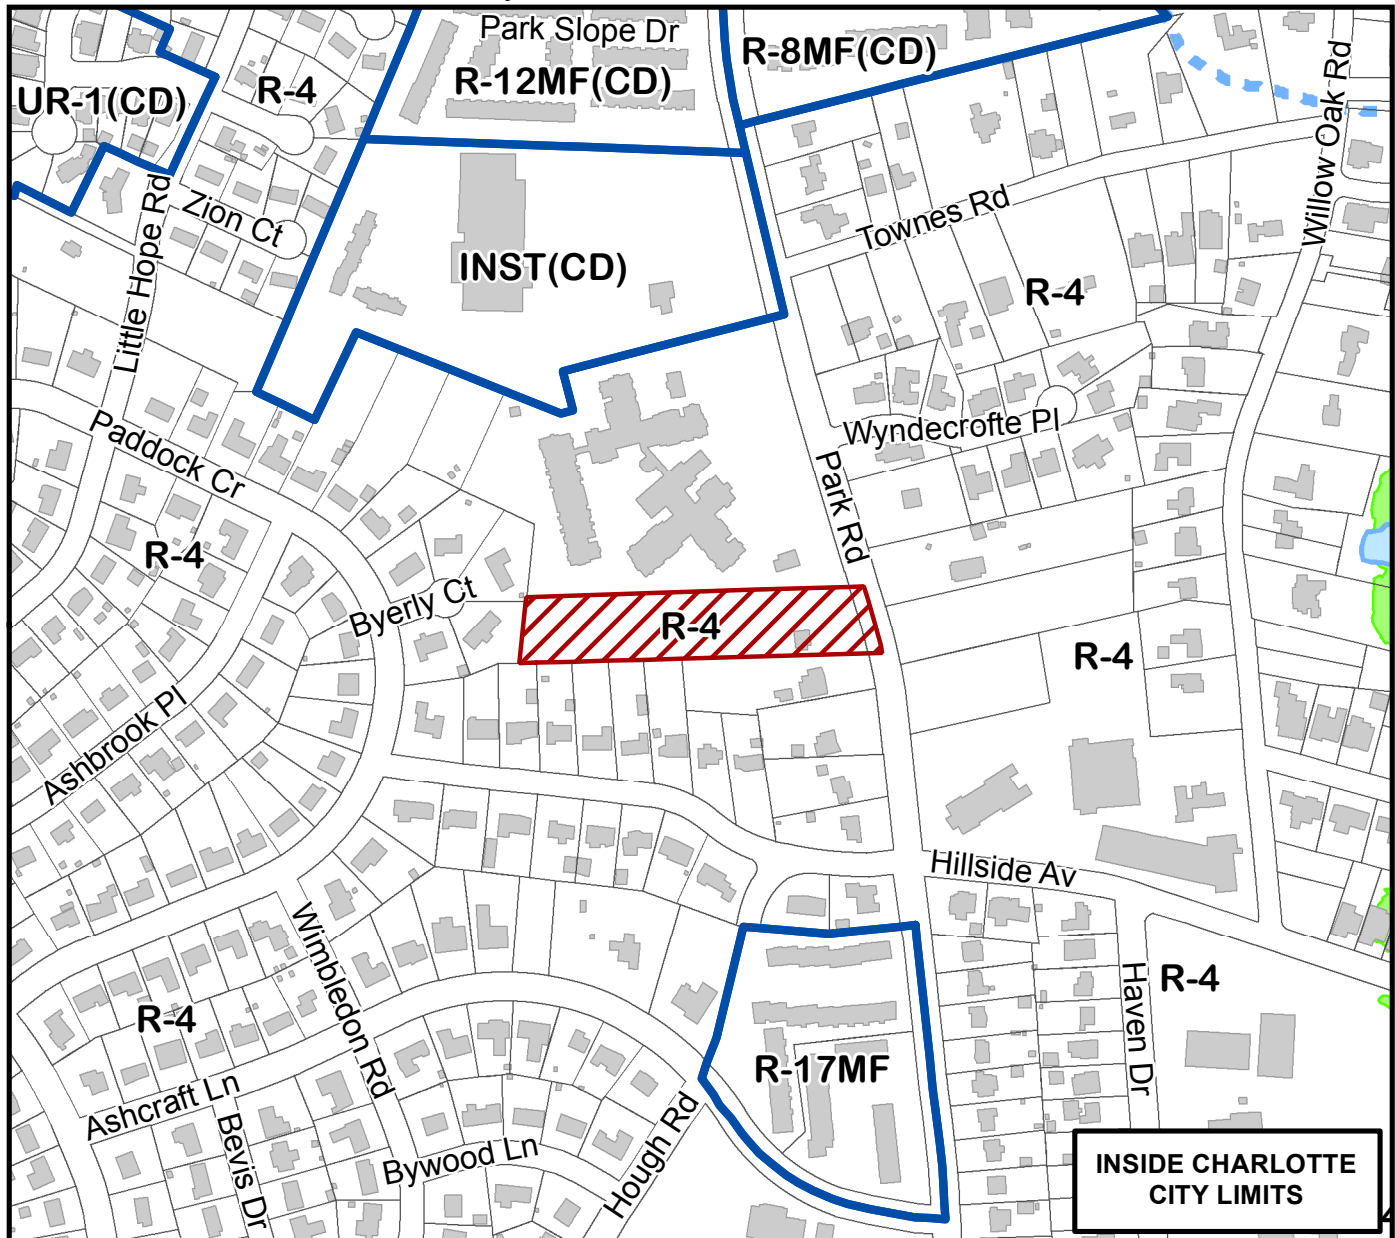 Park Slope Dr
R-8MF(CD)
R-12MF(CD)
R-4
UR-1(CD)
Willow Oak Rd
Zion Ct
Little Hope Rd
Townes Rd
INST(CD)
R-4
Paddock Cr
Wyndecrofte Pl
Park Rd
R-4
Byerly Ct
R-4
R-4
Ashbrook Pl
Hillside Av
Wimbledon Rd
R-4
Haven Dr
R-4
R-17MF
Ashcraft Ln
Bevis Dr
Bywood Ln
Hough Rd
INSIDE CHARLOTTE
CITY LIMITS